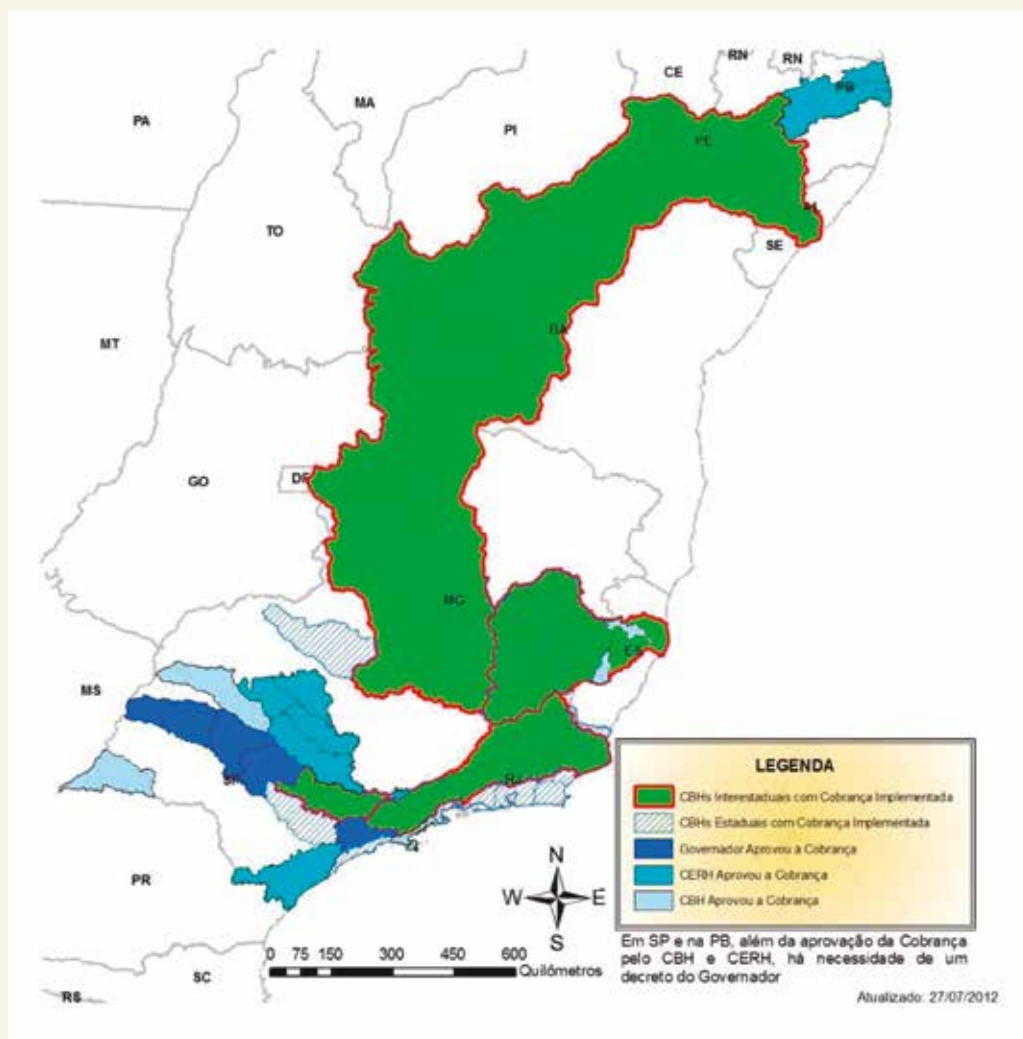 CE
RN
RN
PB
MA
PA
PI
PE
TO
SE
BA
MT
GO
DF
MG
ES
MS
RJ
PR
SC
RS
N
W
E
S
0 75 150 300 450 600
Quilômetros
LEGENDA
CBHs Interestaduais com Cobrança Implementada
CBHs Estaduais com Cobrança Implementada
Governador Aprovou a Cobrança
CERH Aprovou a Cobrança
CBH Aprovou a Cobrança
Em SP e na PB, além da aprovação da Cobrança
pelo CBH e CERH, há necessidade de um
decreto do Governador
Atualizado: 27/07/2012